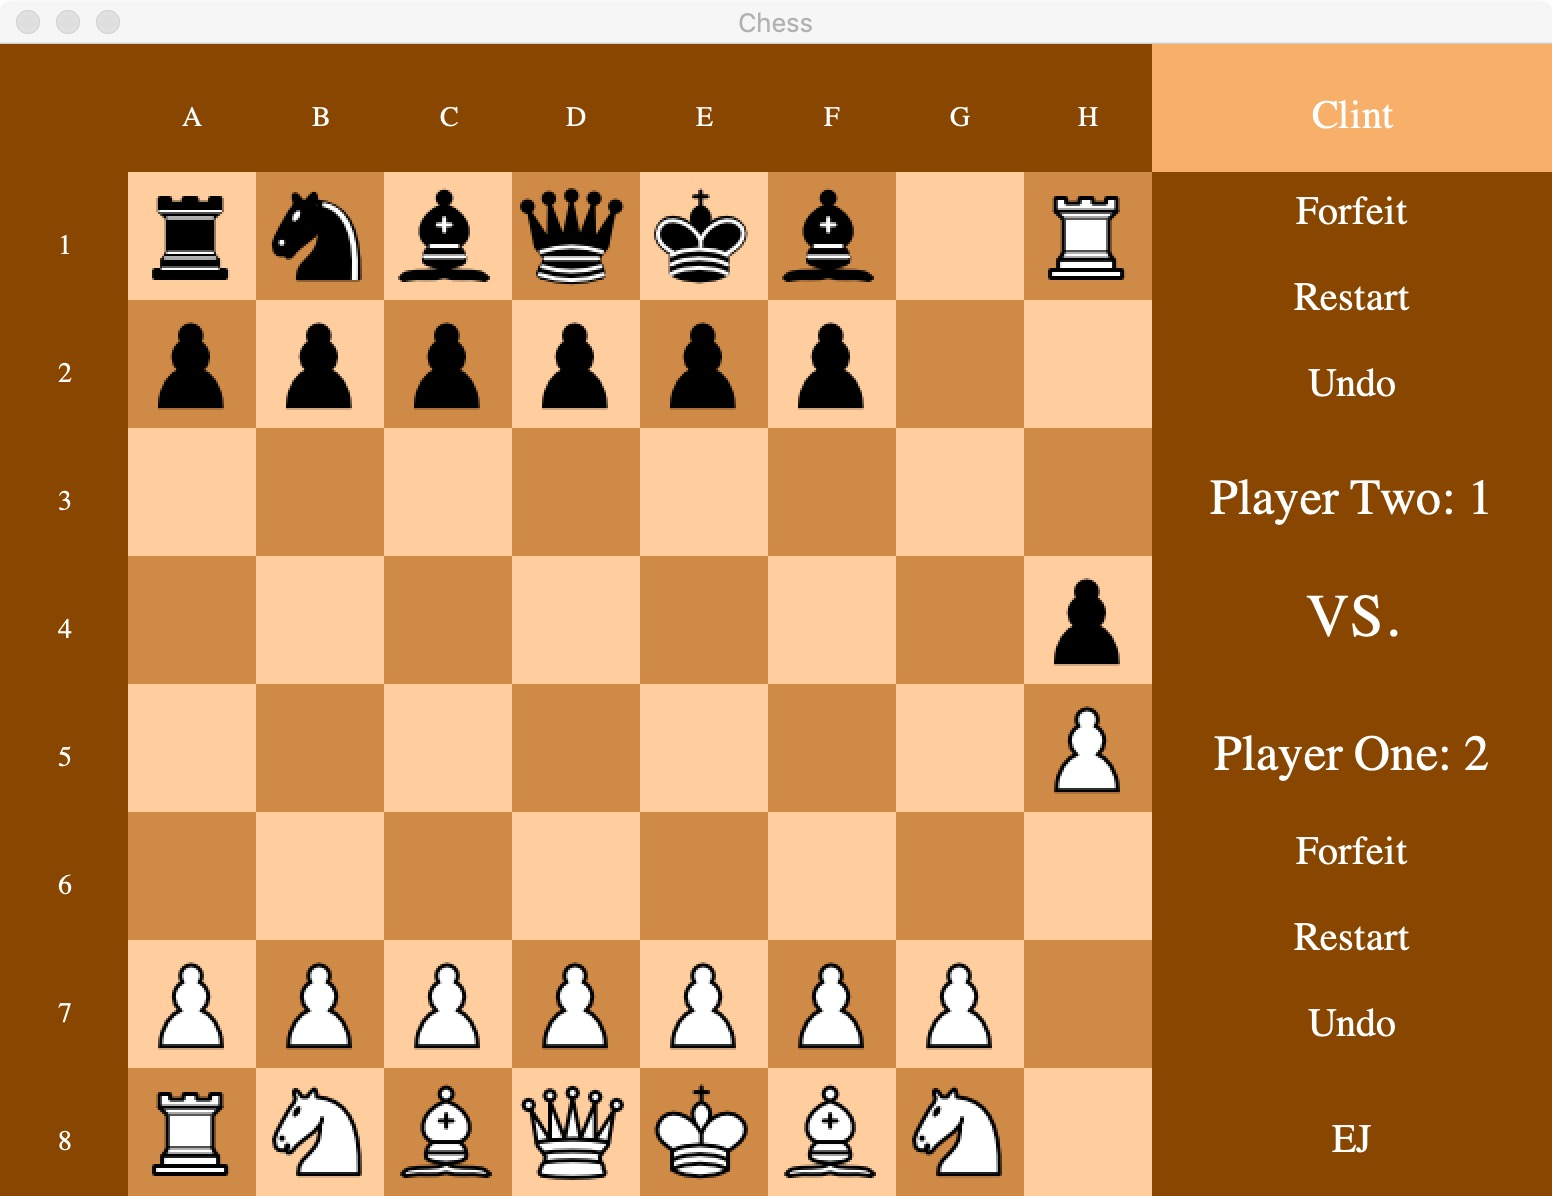 Chess
A B C D E F G H
Clint
1
Forfeit
Restart
2
Undo
3
Player Two: 1
4
VS.
5
Player One: 2
6
Forfeit
Restart
7
Undo
8
EJ